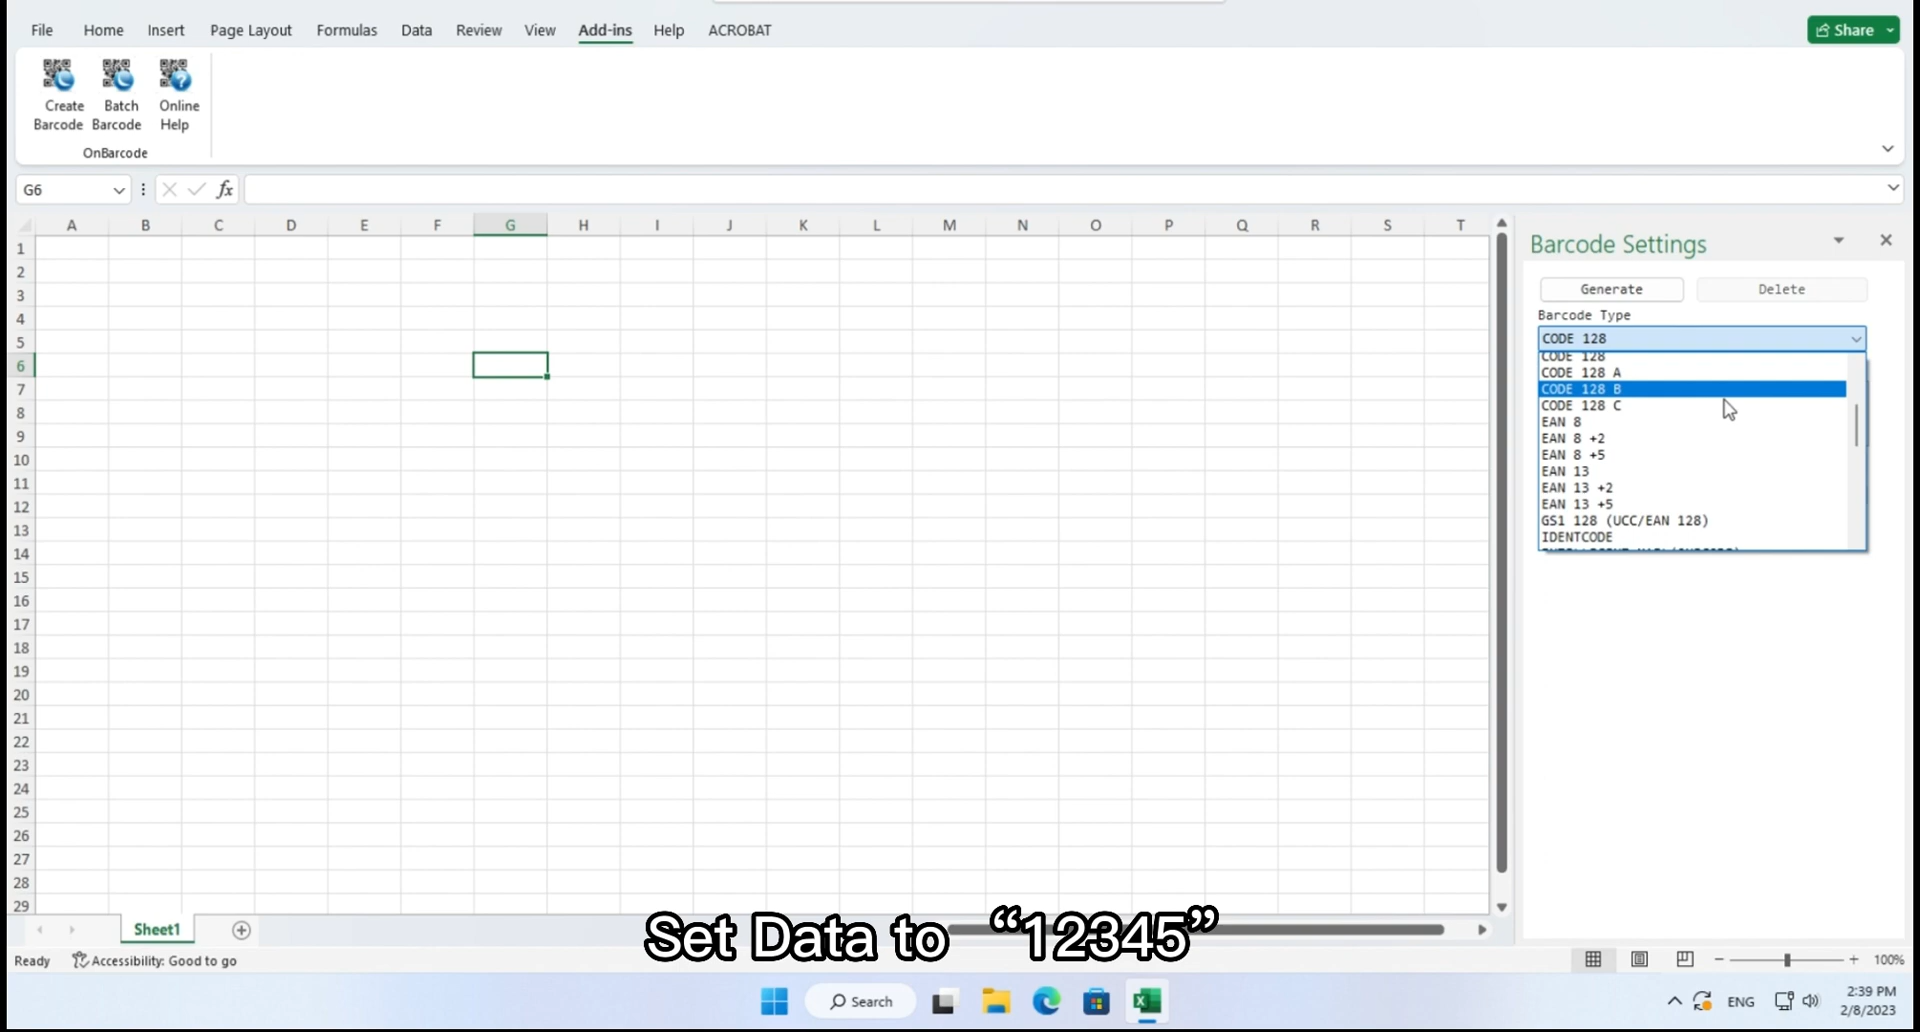 File Home Insert Page Layout Formulas Data Review View Add-ins Help ACROBAT Share
Create Barcode
Batch Barcode
Online Help
OnBarcode
G6 fx
A B C D E F G H I J K L M N O P Q R S T
1
2
3
4
5
6
7
8
9
10
11
12
13
14
15
16
17
18
19
20
21
22
23
24
25
26
27
28
29
Barcode Settings
Generate Delete
Barcode Type
CODE 128
CODE 128
CODE 128 A
CODE 128 B
CODE 128 C
EAN 8
EAN 8 +2
EAN 8 +5
EAN 13
EAN 13 +2
EAN 13 +5
GS1 128 (UCC/EAN 128)
IDENTCODE
Sheet1
Set Data to “12345”
Ready Accessibility: Good to go 100%
Search ENG 2:39 PM
2/8/2023